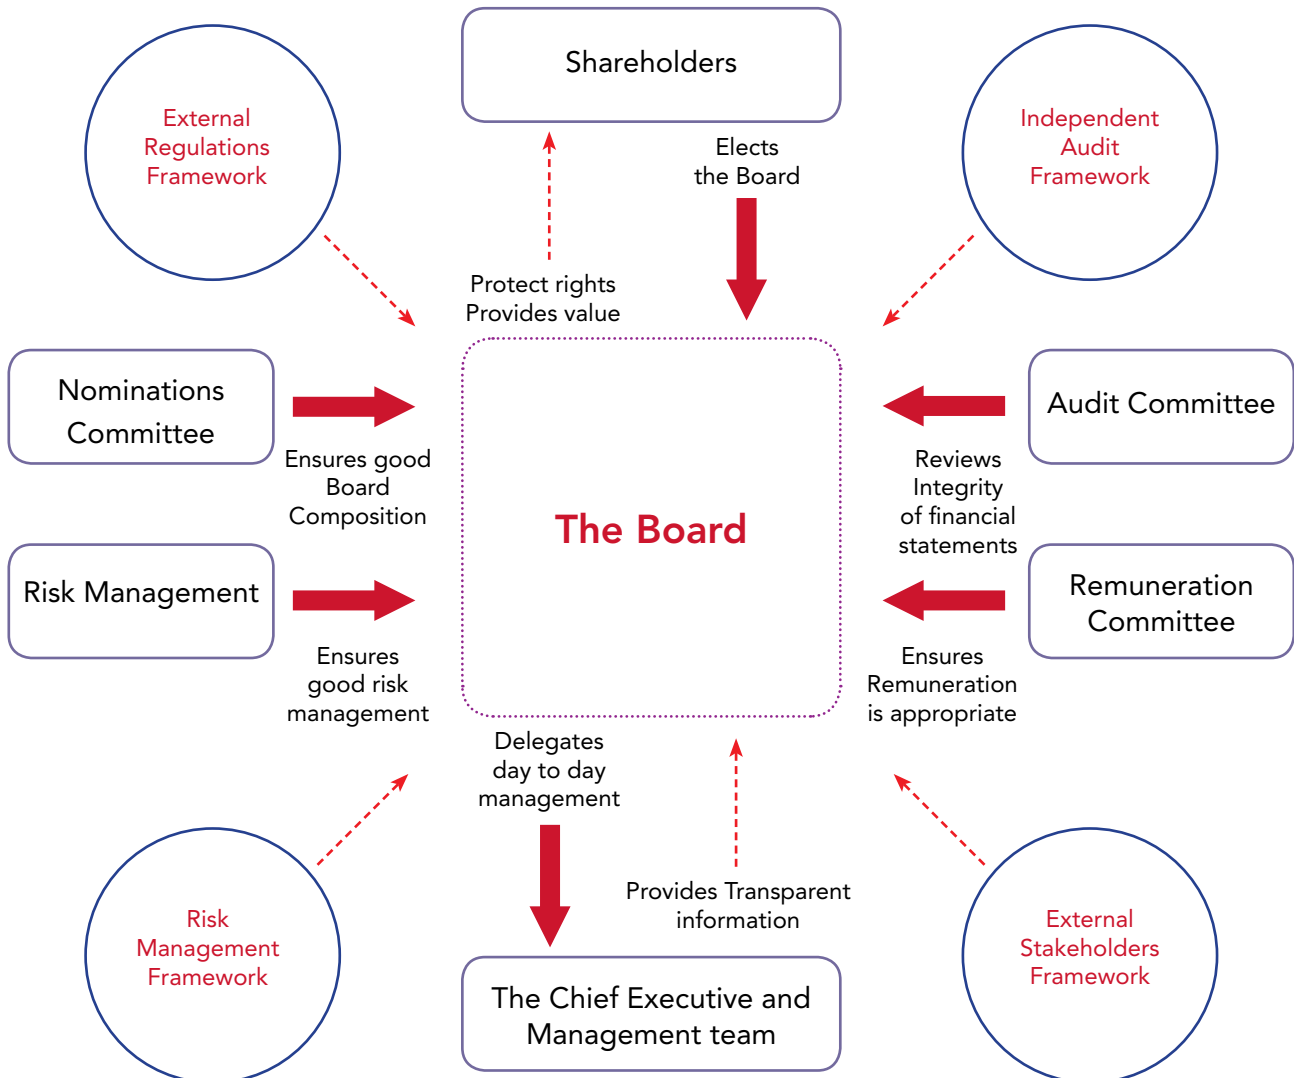 External
Regulations
Framework
Shareholders
Independent
Audit
Framework
Elects
the Board
Protect rights
Provides value
Nominations
Committee
Ensures good
Board
Composition
Audit Committee
Reviews
Integrity
of financial
statements
The Board
Risk Management
Ensures
good risk
management
Remuneration
Committee
Ensures
Remuneration
is appropriate
Delegates
day to day
management
Provides Transparent
information
Risk
Management
Framework
The Chief Executive and
Management team
External
Stakeholders
Framework